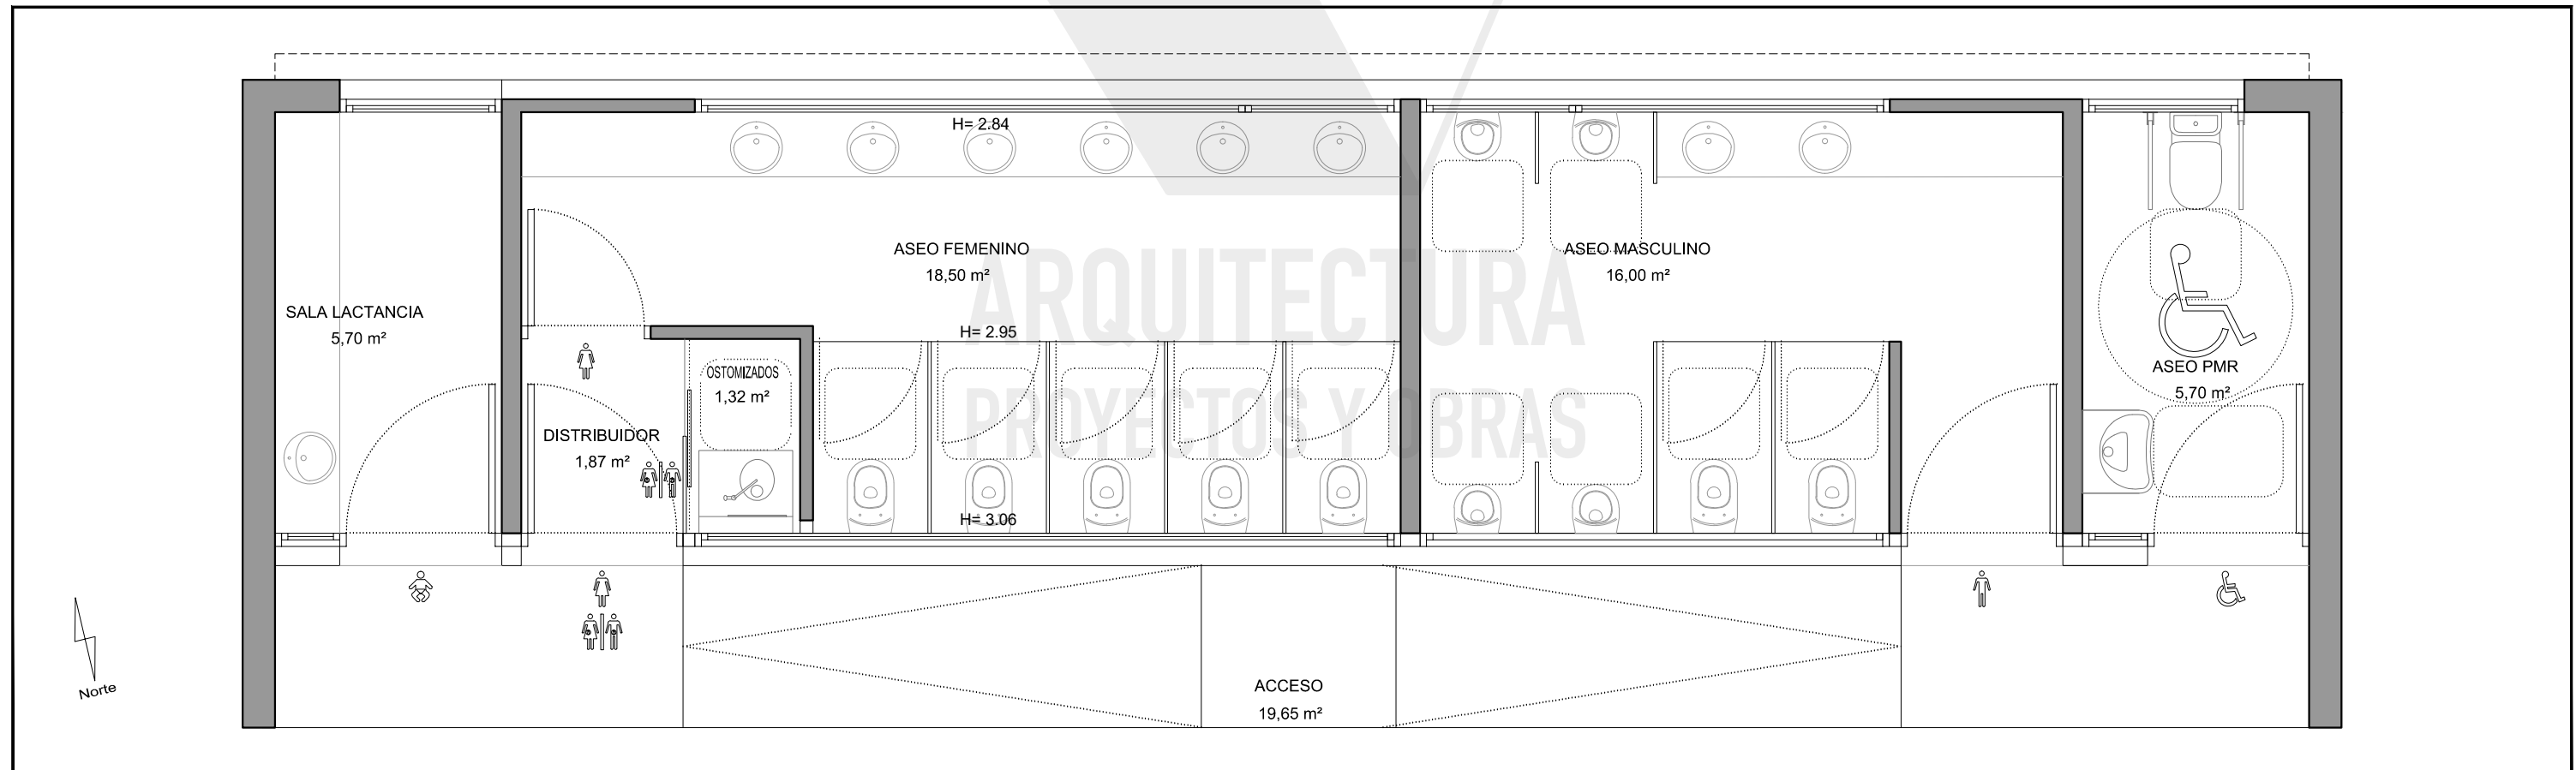 H= 2.84
ASEO FEMENINO
18,50 m²
ASEO MASCULINO
16,00 m²
ARQUITECTURA
PROYECTOS Y OBRAS
SALA LACTANCIA
5,70 m²
H= 2.95
OSTOMIZADOS
1,32 m²
ASEO PMR
5,70 m²
DISTRIBUIDOR
1,87 m²
H= 3.06
Norte
ACCESO
19,65 m²